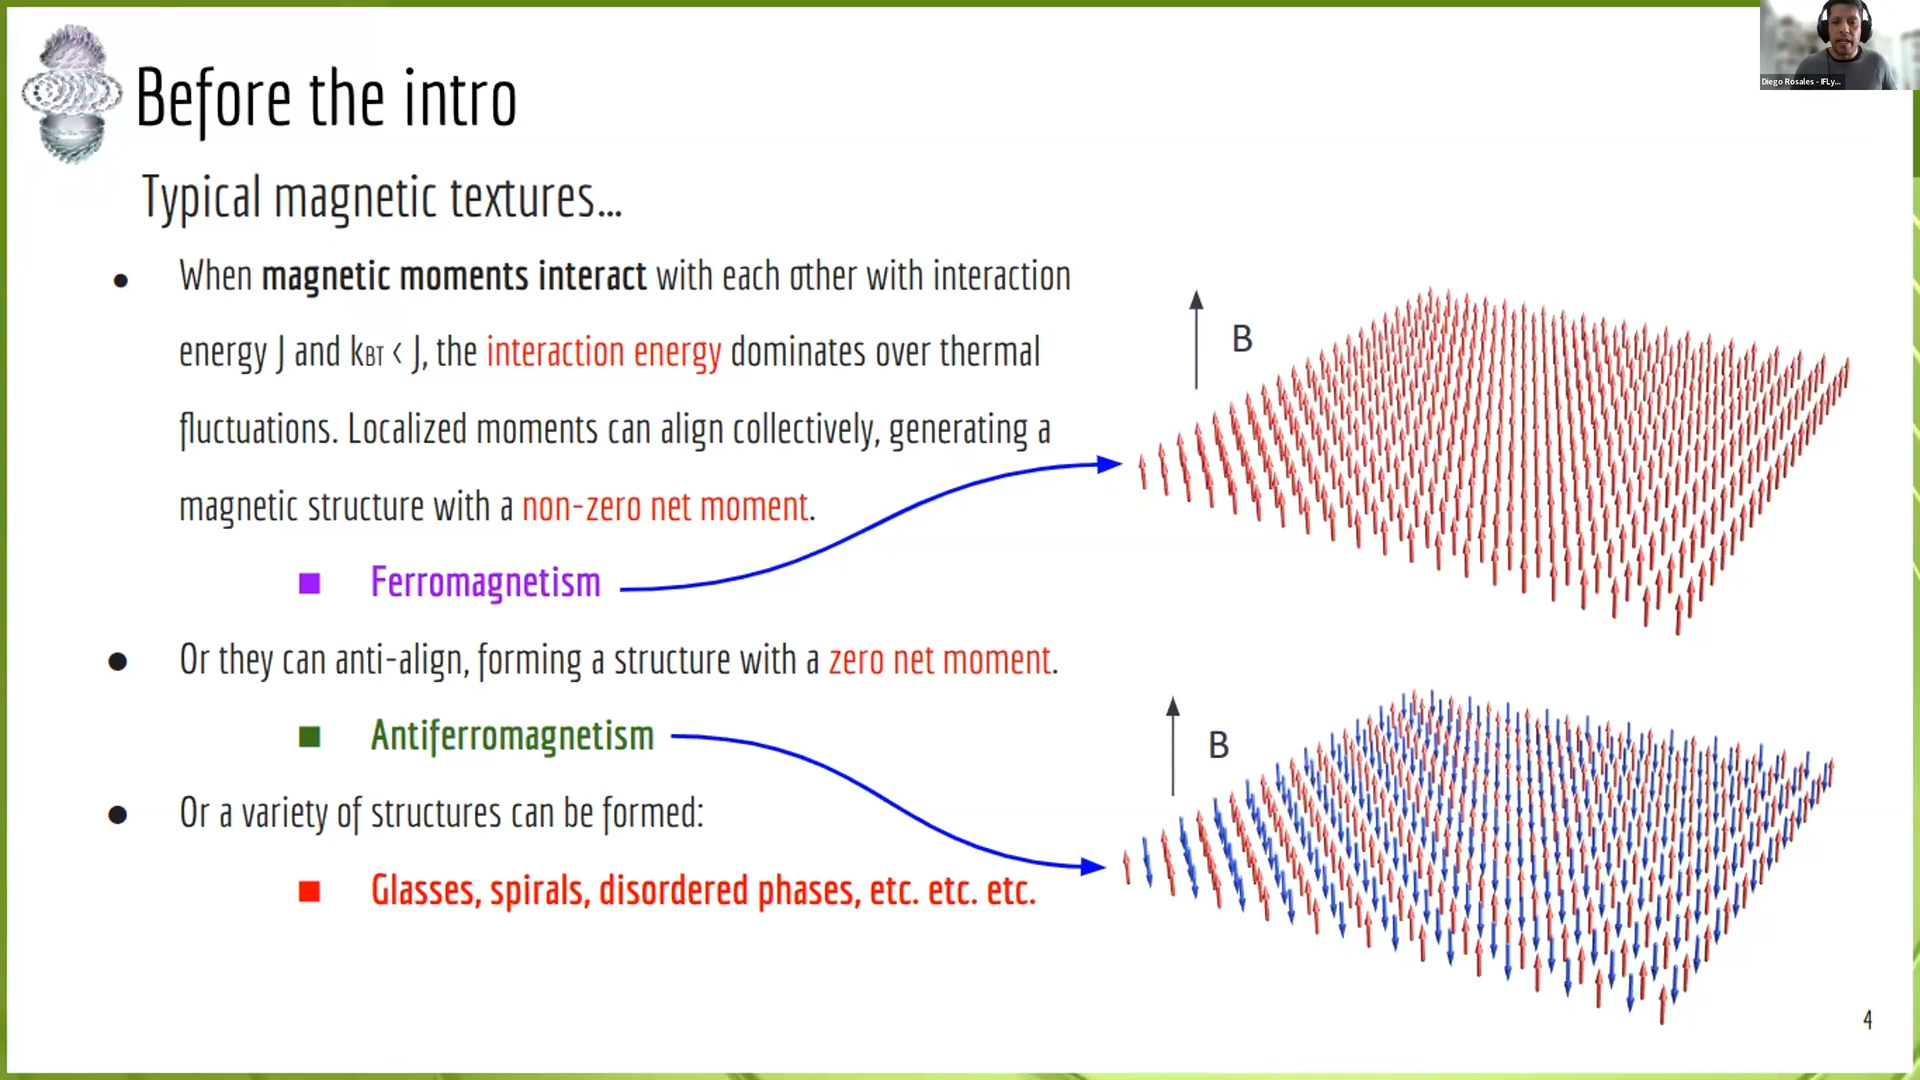 Before the intro
Typical magnetic textures...
● When magnetic moments interact with each other with interaction
energy J and kBT < J, the interaction energy dominates over thermal
fluctuations. Localized moments can align collectively, generating a
magnetic structure with a non-zero net moment.
■ Ferromagnetism
● Or they can anti-align, forming a structure with a zero net moment.
■ Antiferromagnetism
● Or a variety of structures can be formed:
■ Glasses, spirals, disordered phases, etc. etc. etc.
B
B
Diego Rosales - IFLy...
4